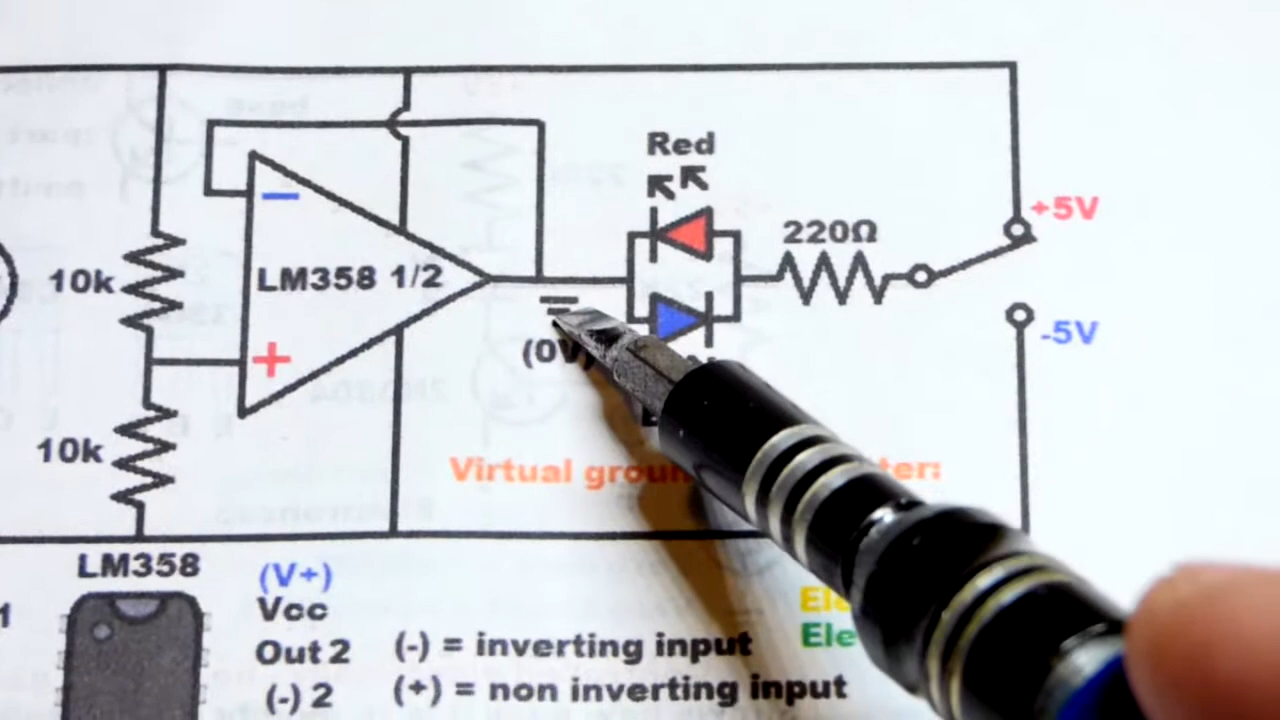 Red
+5V
220Ω
10k
LM358 1/2
-5V
(0V)
10k
Virtual
LM358
(V+)
Vcc
Out 2
(-) = inverting input
(-) 2
(+) = non inverting input